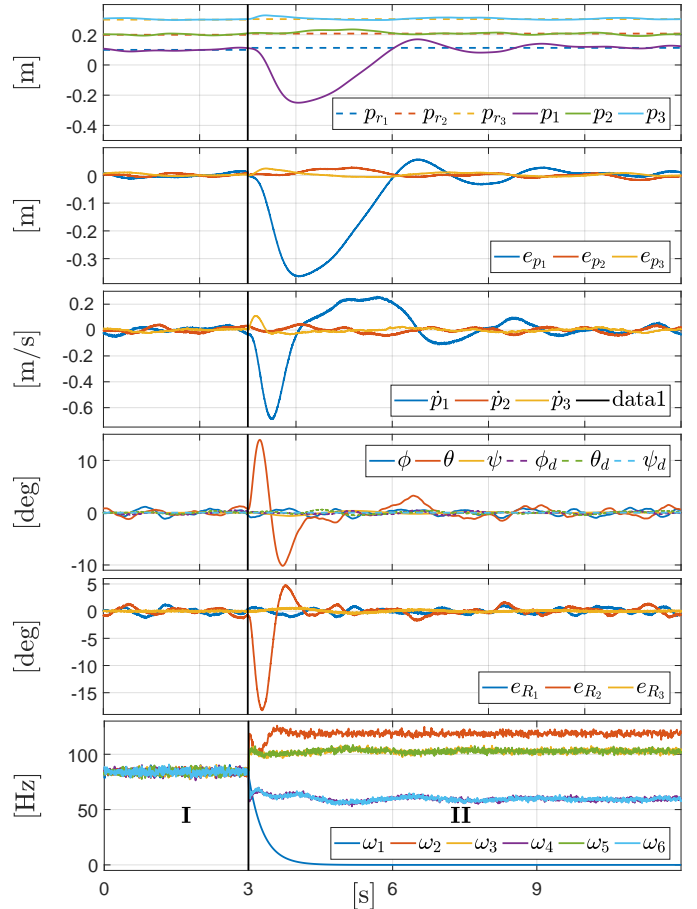 0.2
0
-0.2
-0.4
[m]
p_{r_1} p_{r_2} p_{r_3} p_1 p_2 p_3
0
-0.1
-0.2
-0.3
[m]
e_{p_1} e_{p_2} e_{p_3}
0.2
0
-0.2
-0.4
-0.6
[m/s]
ṗ_1 ṗ_2 ṗ_3 data1
10
0
-10
[deg]
ϕ θ ψ ϕ_d θ_d ψ_d
5
0
-5
-10
-15
[deg]
e_{R_1} e_{R_2} e_{R_3}
100
50
0
[Hz]
I II
ω_1 ω_2 ω_3 ω_4 ω_5 ω_6
0 3 6 9
[s]